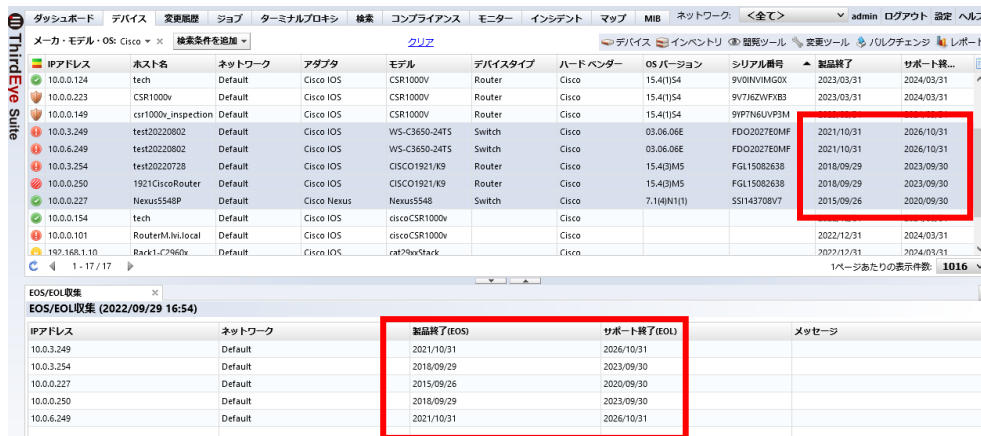 ThirdEye Suite
ダッシュボード デバイス 変更履歴 ジョブ ターミナルプロキシ 検索 コンプライアンス モニター インシデント マップ MIB ネットワーク: <全て> admin ログアウト 設定 ヘルプ
メーカ・モデル・OS: Cisco 検索条件を追加 クリア デバイス インベントリ 閲覧ツール 変更ツール バルクチェンジ レポート
IPアドレス ホスト名 ネットワーク アダプタ モデル デバイスタイプ ハード ベンダー OS バージョン シリアル番号 製品終了 サポート終...
10.0.0.124 tech Default Cisco IOS CSR1000V Router Cisco 15.4(1)S4 9V0INVIMG0X 2023/03/31 2024/03/31
10.0.0.223 CSR1000v Default Cisco IOS CSR1000V Router Cisco 15.4(1)S4 9V7J6ZWFXB3 2023/03/31 2024/03/31
10.0.0.149 csr1000v_inspection Default Cisco IOS CSR1000V Router Cisco 15.4(1)S4 9YP7N6UVP3M
10.0.3.249 test20220802 Default Cisco IOS WS-C3650-24TS Switch Cisco 03.06.06E FDO2027E0MF 2021/10/31 2026/10/31
10.0.6.249 test20220802 Default Cisco IOS WS-C3650-24TS Switch Cisco 03.06.06E FDO2027E0MF 2021/10/31 2026/10/31
10.0.3.254 test20220728 Default Cisco IOS CISCO1921/K9 Router Cisco 15.4(3)M5 FGL15082638 2018/09/29 2023/09/30
10.0.0.250 1921CiscoRouter Default Cisco IOS CISCO1921/K9 Router Cisco 15.4(3)M5 FGL15082638 2018/09/29 2023/09/30
10.0.0.227 Nexus5548P Default Cisco Nexus Nexus5548 Switch Cisco 7.1(4)N1(1) SSI143708V7 2015/09/26 2020/09/30
10.0.0.154 tech Default Cisco IOS ciscoCSR1000v Cisco 2022/12/31 2024/03/31
10.0.0.101 RouterM.lvi.local Default Cisco IOS ciscoCSR1000v Cisco 2022/12/31 2024/03/31
192.168.1.10 Rack1-C2960x Default Cisco IOS cat29xxStack Cisco 2022/12/31 2024/03/31
1 - 17 / 17 1ページあたりの表示件数: 1016
EOS/EOL収集
EOS/EOL収集 (2022/09/29 16:54)
IPアドレス ネットワーク 製品終了(EOS) サポート終了(EOL) メッセージ
10.0.3.249 Default 2021/10/31 2026/10/31
10.0.3.254 Default 2018/09/29 2023/09/30
10.0.0.227 Default 2015/09/26 2020/09/30
10.0.0.250 Default 2018/09/29 2023/09/30
10.0.6.249 Default 2021/10/31 2026/10/31